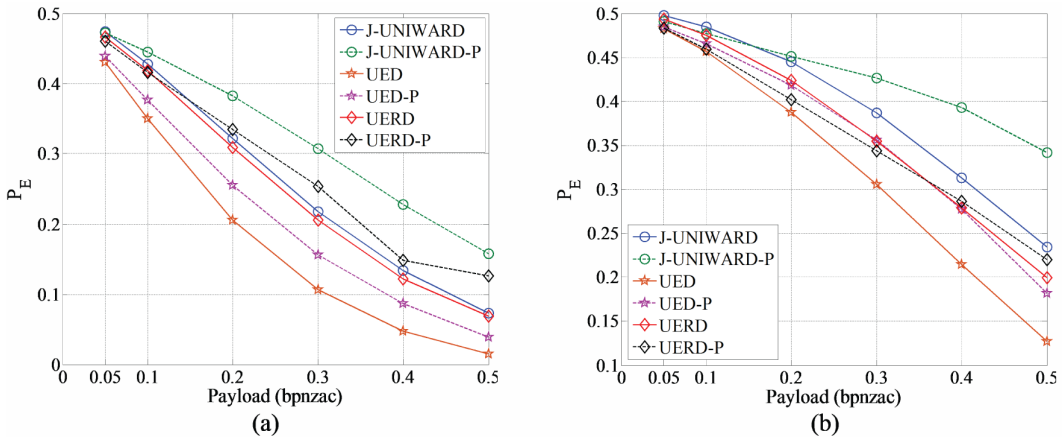 0.5
0.4
0.3
0.2
0.1
0
P_E
0
0.05
0.1
0.2
0.3
0.4
0.5
Payload (bpnzac)
J-UNIWARD
J-UNIWARD-P
UED
UED-P
UERD
UERD-P
(a)
0.5
0.45
0.4
0.35
0.3
0.25
0.2
0.15
0.1
P_E
0
0.05
0.1
0.2
0.3
0.4
0.5
Payload (bpnzac)
J-UNIWARD
J-UNIWARD-P
UED
UED-P
UERD
UERD-P
(b)